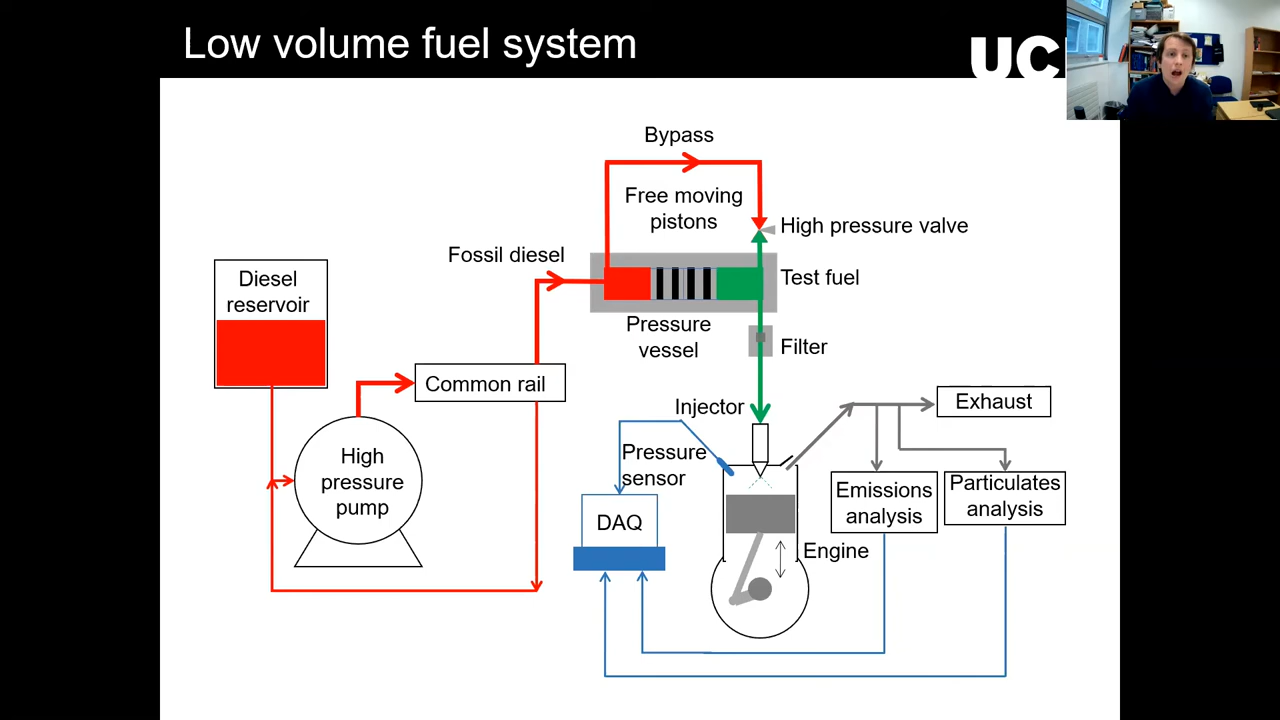 Low volume fuel system
UC
Bypass
Free moving
pistons
High pressure valve
Fossil diesel
Diesel
reservoir
Test fuel
Pressure
vessel
Filter
Common rail
Injector
Exhaust
High
pressure
pump
Pressure
sensor
Emissions
analysis
Particulates
analysis
DAQ
Engine